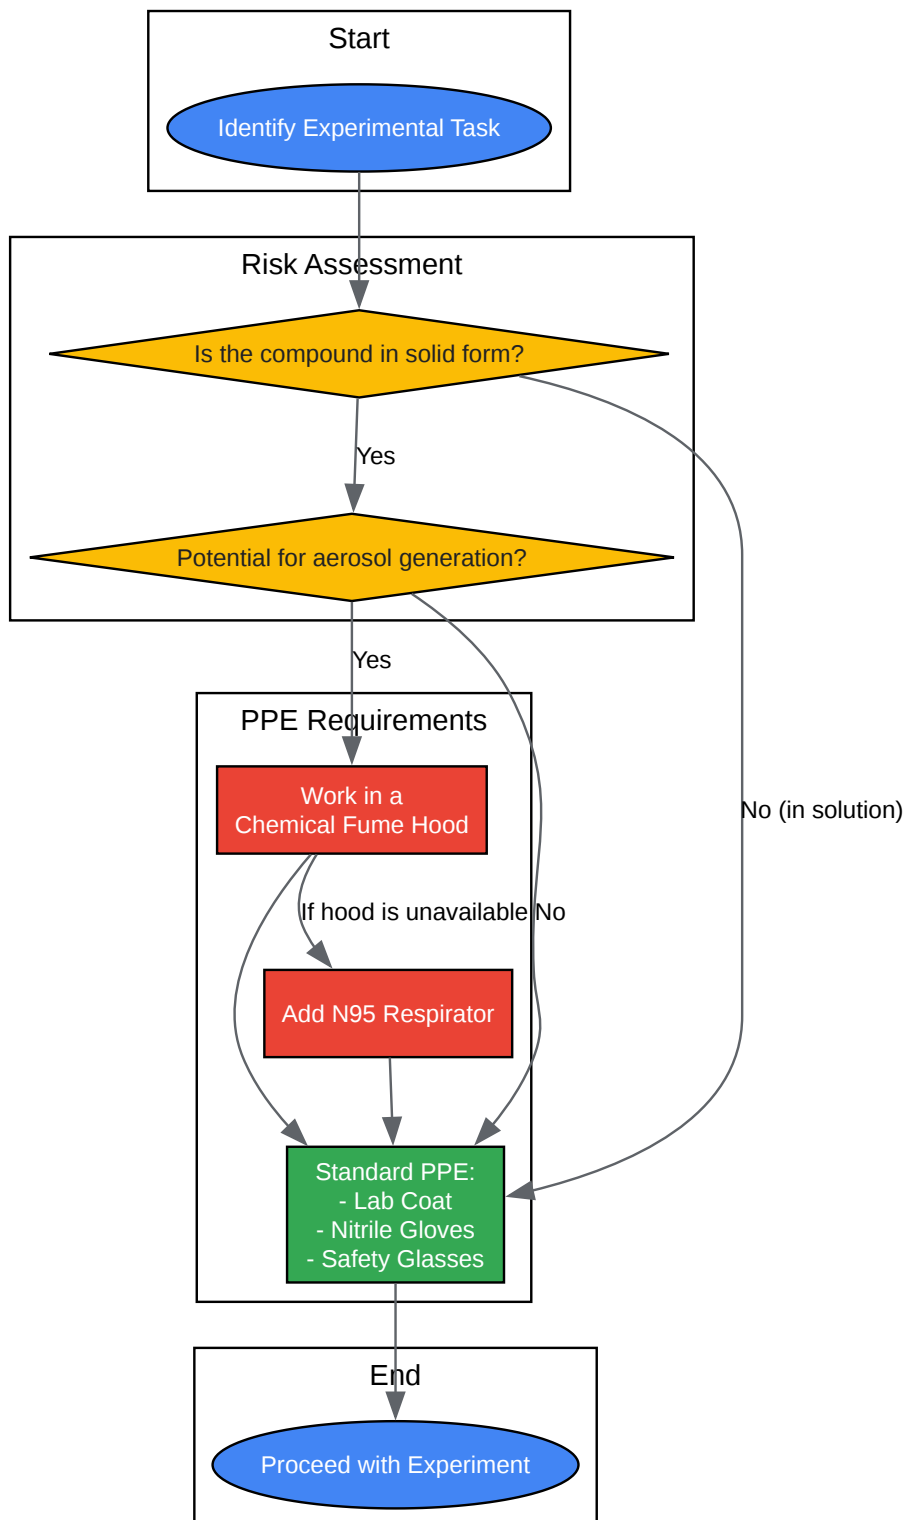 Start
Identify Experimental Task
Risk Assessment
Is the compound in solid form?
Yes
Potential for aerosol generation?
Yes
PPE Requirements
Work in a
Chemical Fume Hood
No (in solution)
If hood is unavailable
No
Add N95 Respirator
Standard PPE:
- Lab Coat
- Nitrile Gloves
- Safety Glasses
End
Proceed with Experiment